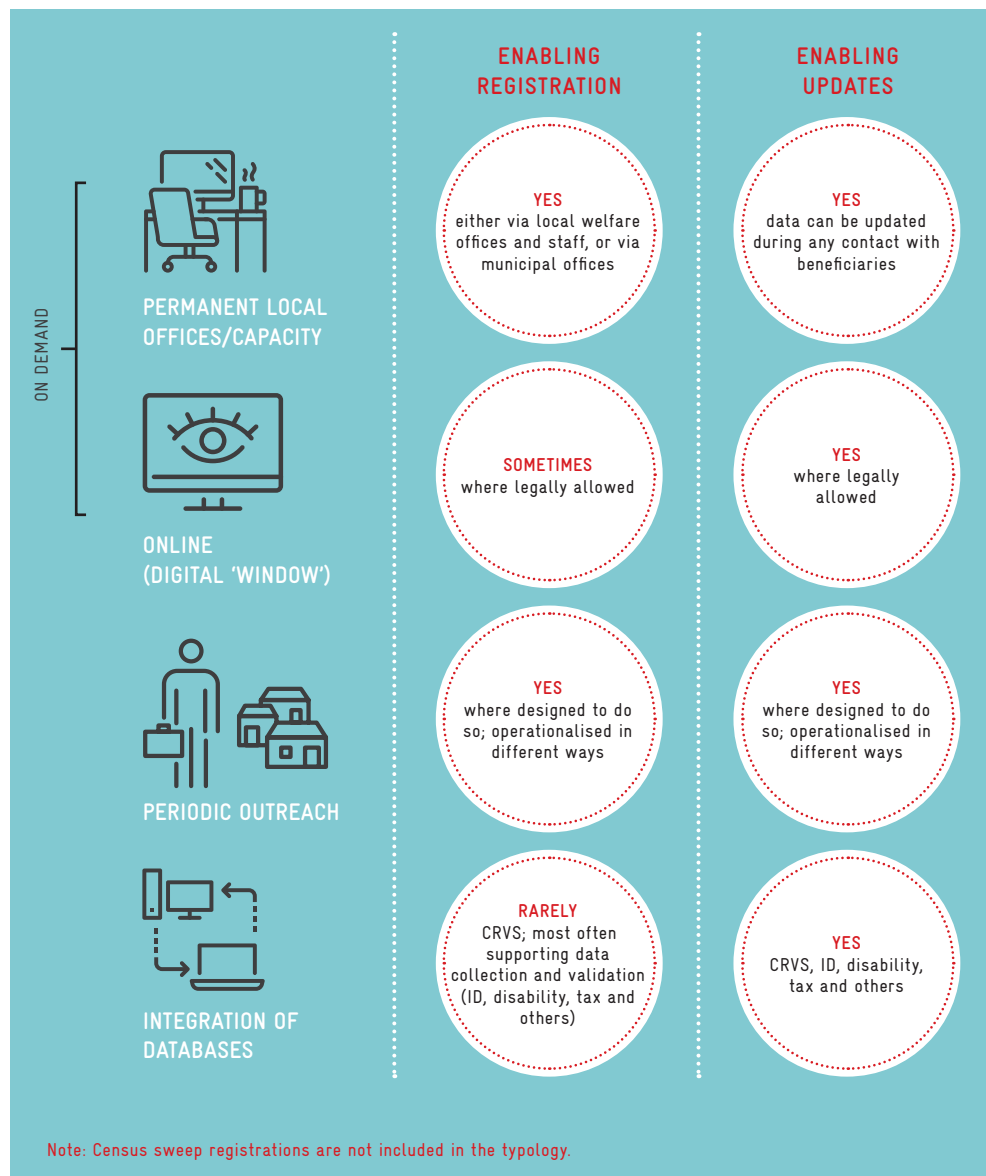 ENABLING
REGISTRATION
ENABLING
UPDATES
ON DEMAND
PERMANENT LOCAL
OFFICES/CAPACITY
YES
either via local welfare
offices and staff, or via
municipal offices
YES
data can be updated
during any contact with
beneficiaries
ONLINE
(DIGITAL 'WINDOW')
SOMETIMES
where legally allowed
YES
where legally
allowed
PERIODIC OUTREACH
YES
where designed to do
so; operationalised in
different ways
YES
where designed to do
so; operationalised in
different ways
INTEGRATION OF
DATABASES
RARELY
CRVS; most often
supporting data
collection and validation
(ID, disability, tax and
others)
YES
CRVS, ID, disability,
tax and others
Note: Census sweep registrations are not included in the typology.